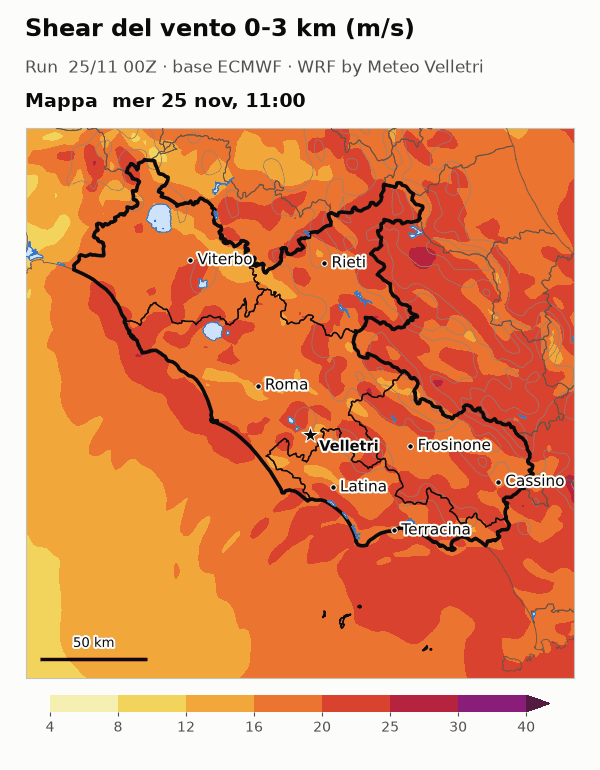 Shear del vento 0-3 km (m/s)
Run  25/11 00Z · base ECMWF · WRF by Meteo Velletri
Mappa  mer 25 nov, 11:00
Viterbo
Rieti
Roma
Velletri
Frosinone
Cassino
Latina
Terracina
50 km
4 8 12 16 20 25 30 40